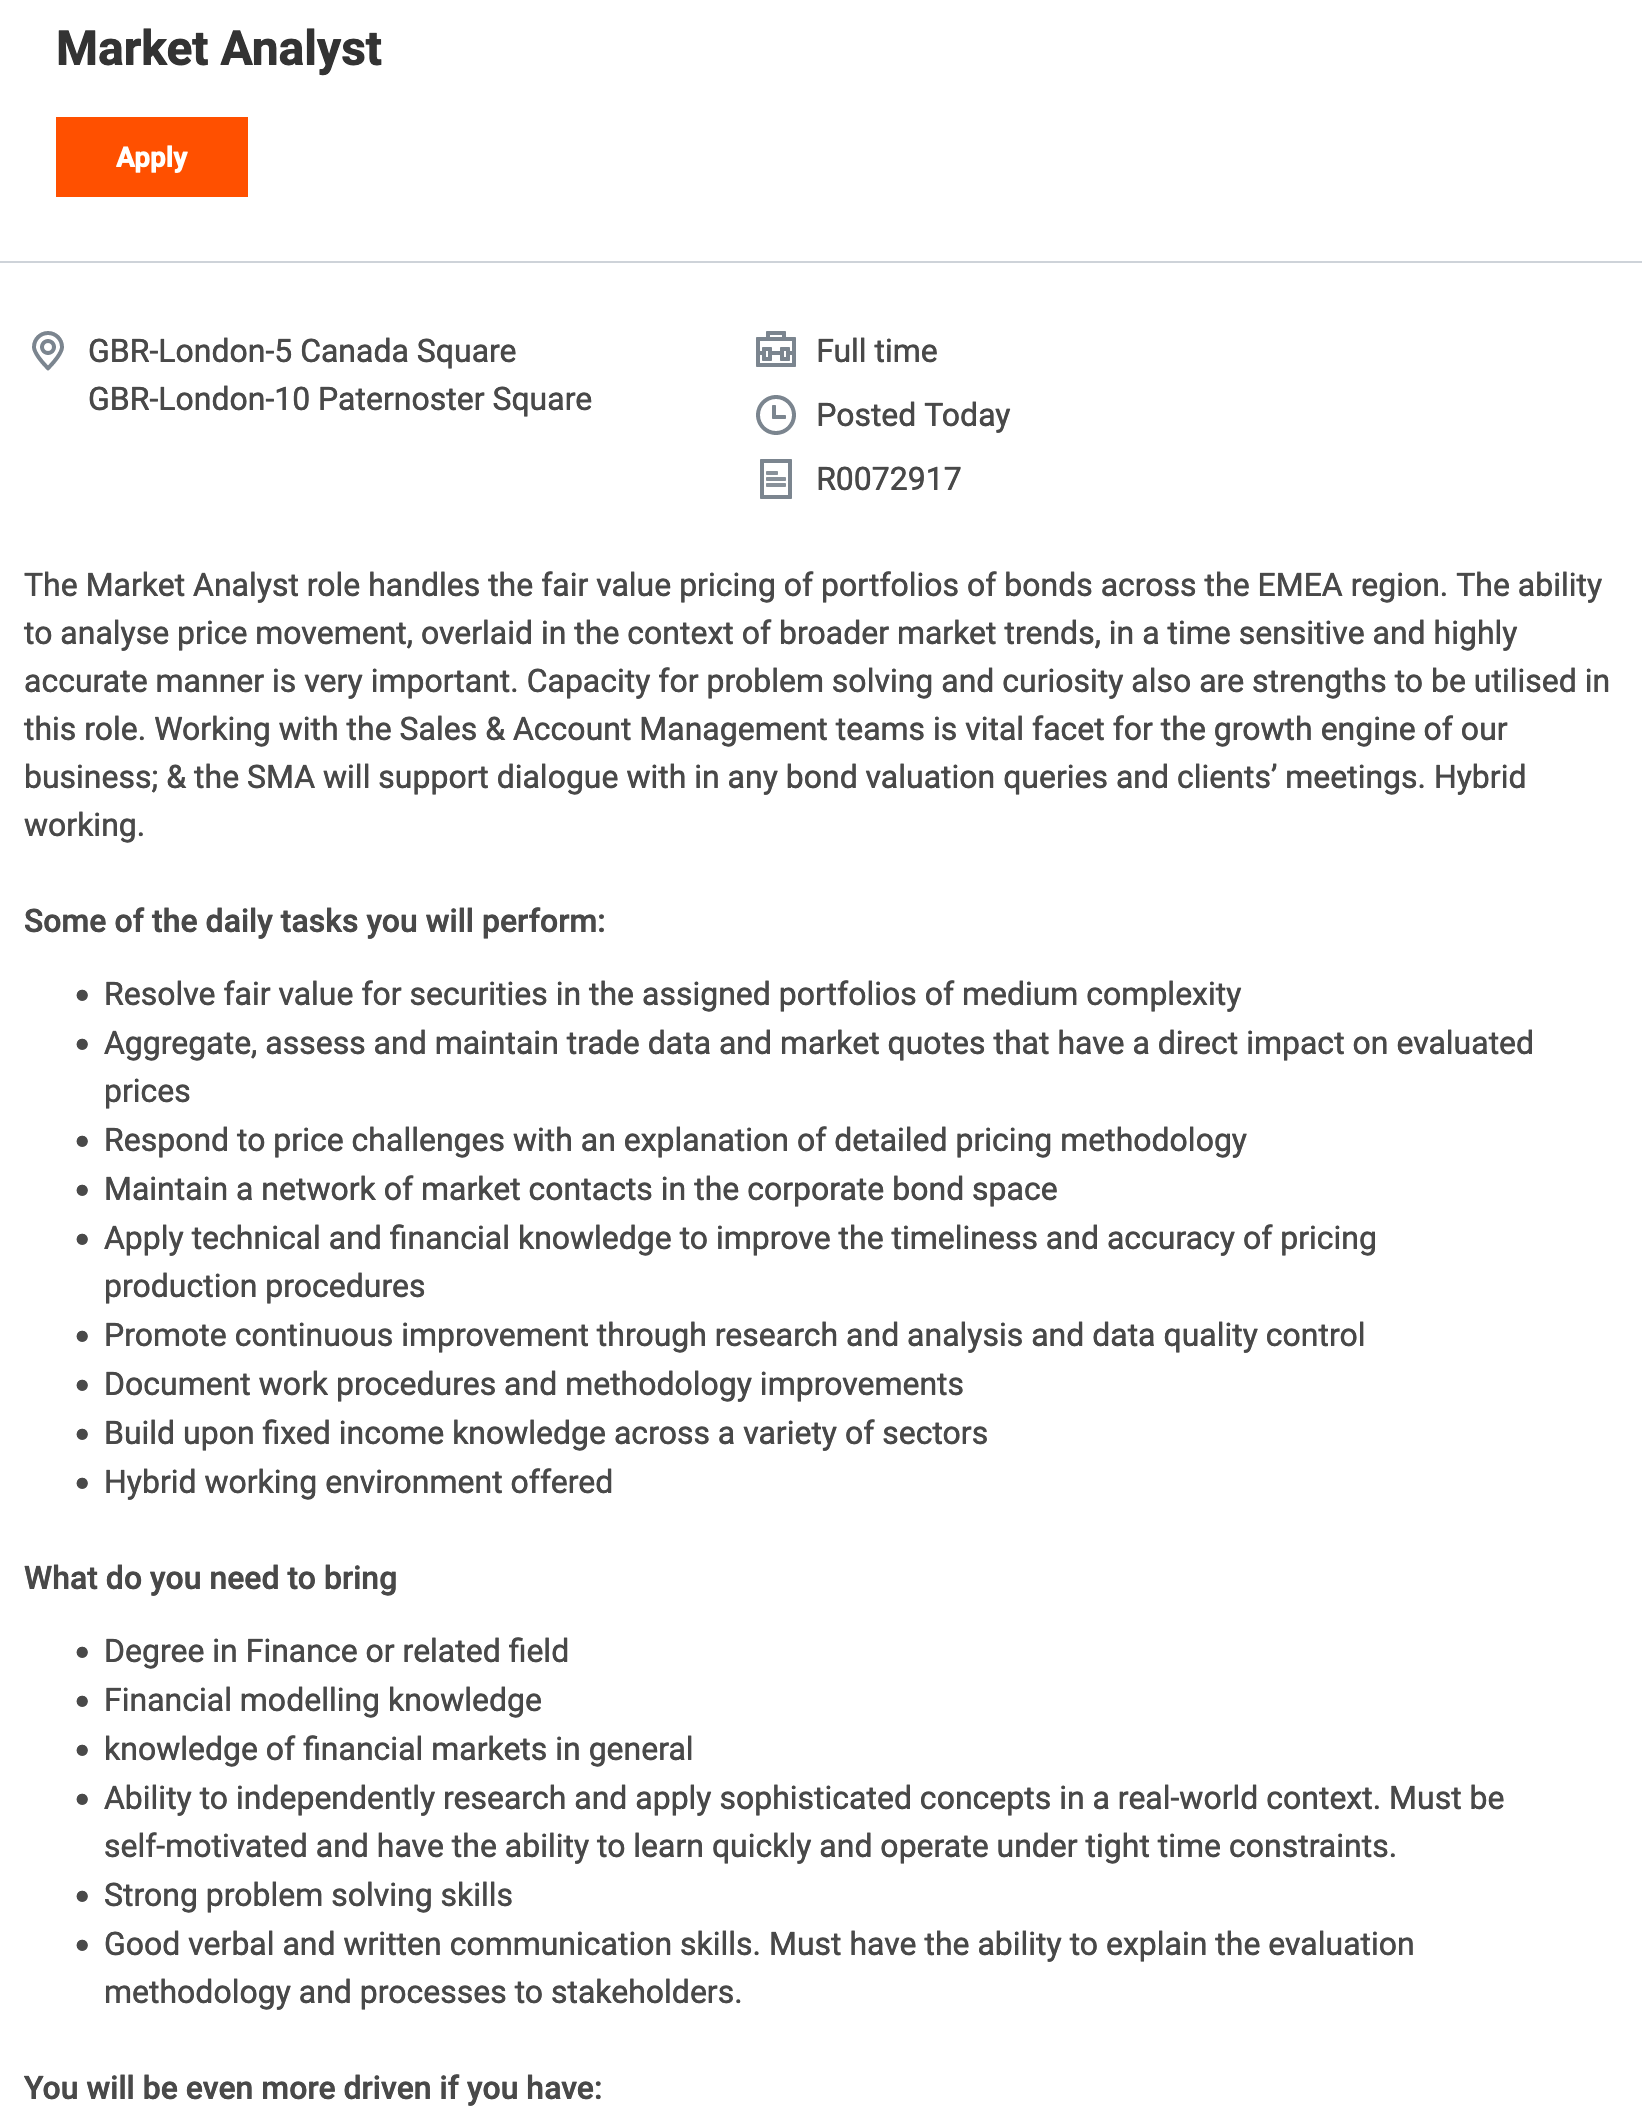 Market Analyst
Apply
GBR-London-5 Canada Square
GBR-London-10 Paternoster Square
Full time
Posted Today
R0072917
The Market Analyst role handles the fair value pricing of portfolios of bonds across the EMEA region. The ability
to analyse price movement, overlaid in the context of broader market trends, in a time sensitive and highly
accurate manner is very important. Capacity for problem solving and curiosity also are strengths to be utilised in
this role. Working with the Sales & Account Management teams is vital facet for the growth engine of our
business; & the SMA will support dialogue with in any bond valuation queries and clients’ meetings. Hybrid
working.
Some of the daily tasks you will perform:
• Resolve fair value for securities in the assigned portfolios of medium complexity
• Aggregate, assess and maintain trade data and market quotes that have a direct impact on evaluated
prices
• Respond to price challenges with an explanation of detailed pricing methodology
• Maintain a network of market contacts in the corporate bond space
• Apply technical and financial knowledge to improve the timeliness and accuracy of pricing
production procedures
• Promote continuous improvement through research and analysis and data quality control
• Document work procedures and methodology improvements
• Build upon fixed income knowledge across a variety of sectors
• Hybrid working environment offered
What do you need to bring
• Degree in Finance or related field
• Financial modelling knowledge
• knowledge of financial markets in general
• Ability to independently research and apply sophisticated concepts in a real-world context. Must be
self-motivated and have the ability to learn quickly and operate under tight time constraints.
• Strong problem solving skills
• Good verbal and written communication skills. Must have the ability to explain the evaluation
methodology and processes to stakeholders.
You will be even more driven if you have: